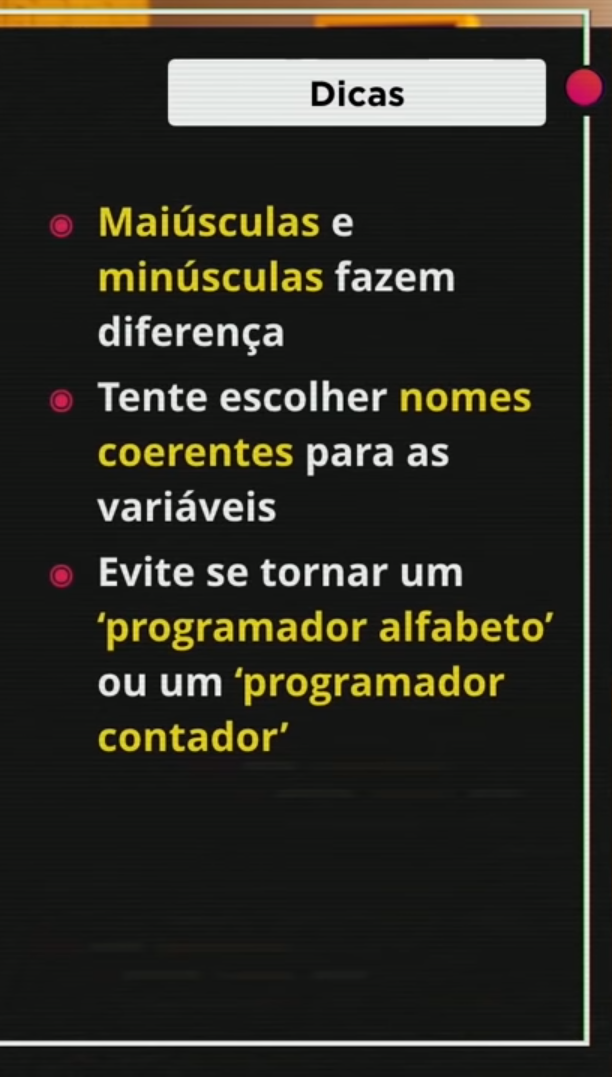 Dicas
Maiúsculas e
minúsculas fazem
diferença
Tente escolher nomes
coerentes para as
variáveis
Evite se tornar um
‘programador alfabeto’
ou um ‘programador
contador’